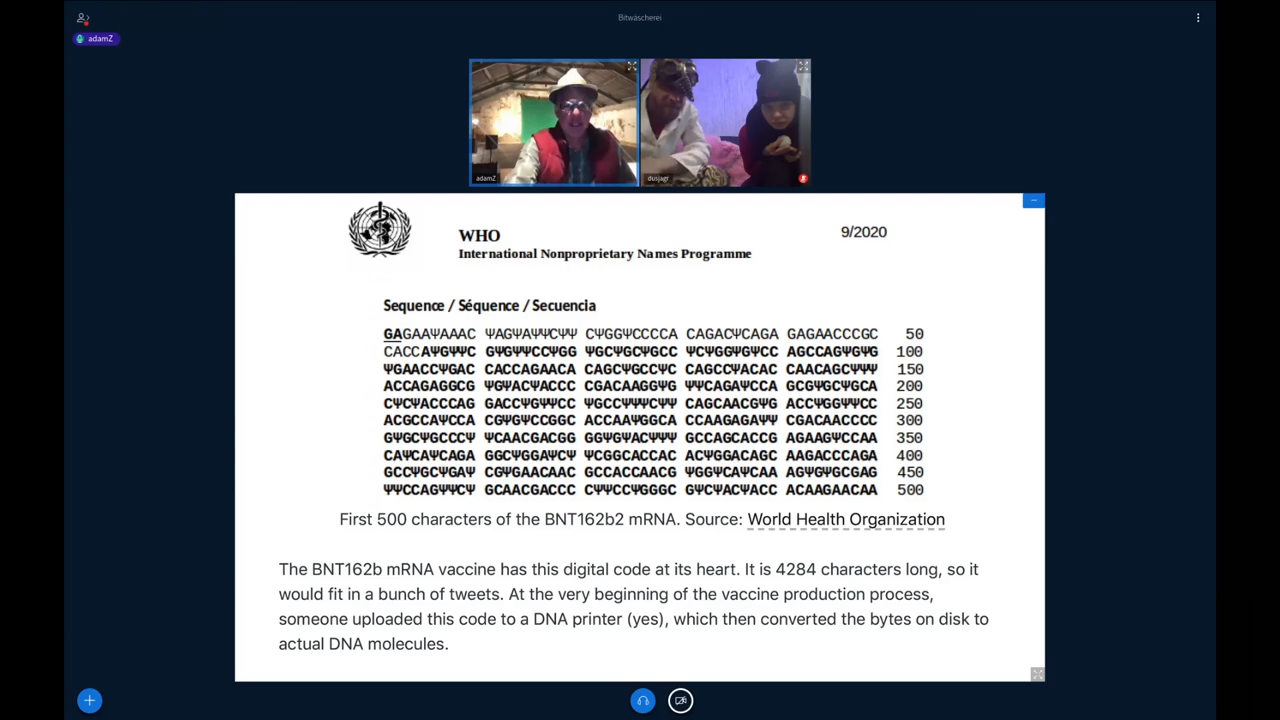 Bitwäscherei
adamZ
adamZ
dusjagr
WHO
International Nonproprietary Names Programme
9/2020
Sequence / Séquence / Secuencia
GAGAAΨAAAC ΨAGΨAΨΨCΨΨ CΨGGΨCCCCA CAGACΨCAGA GAGAACCCGC 50
CACCAΨGΨΨC GΨGΨΨCCΨGG ΨGCΨGCΨGCC ΨCΨGGΨGΨCC AGCCAGΨGΨG 100
ΨGAACCΨGAC CACCAGAACA CAGCΨGCCΨC CAGCCΨACAC CAACAGCΨΨΨ 150
ACCAGAGGCG ΨGΨACΨACCC CGACAAGGΨG ΨΨCAGAΨCCA GCGΨGCΨGCA 200
CΨCΨACCCAG GACCΨGΨΨCC ΨGCCΨΨΨCΨΨ CAGCAACGΨG ACCΨGGΨΨCC 250
ACGCCAΨCCA CGΨGΨCCGGC ACCAAΨGGCA CCAAGAGAΨΨ CGACAACCCC 300
GΨGCΨGCCCΨ ΨCAACGACGG GGΨGΨACΨΨΨ GCCAGCACCG AGAAGΨCCAA 350
CAΨCAΨCAGA GGCΨGGAΨCΨ ΨCGGCACCAC ACΨGGACAGC AAGACCCAGA 400
GCCΨGCΨGAΨ CGΨGAACAAC GCCACCAACG ΨGGΨCAΨCAA AGΨGΨGCGAG 450
ΨΨCCAGΨΨCΨ GCAACGACCC CΨΨCCΨGGGC GΨCΨACΨACC ACAAGAACAA 500
First 500 characters of the BNT162b2 mRNA. Source: World Health Organization
The BNT162b mRNA vaccine has this digital code at its heart. It is 4284 characters long, so it
would fit in a bunch of tweets. At the very beginning of the vaccine production process,
someone uploaded this code to a DNA printer (yes), which then converted the bytes on disk to
actual DNA molecules.